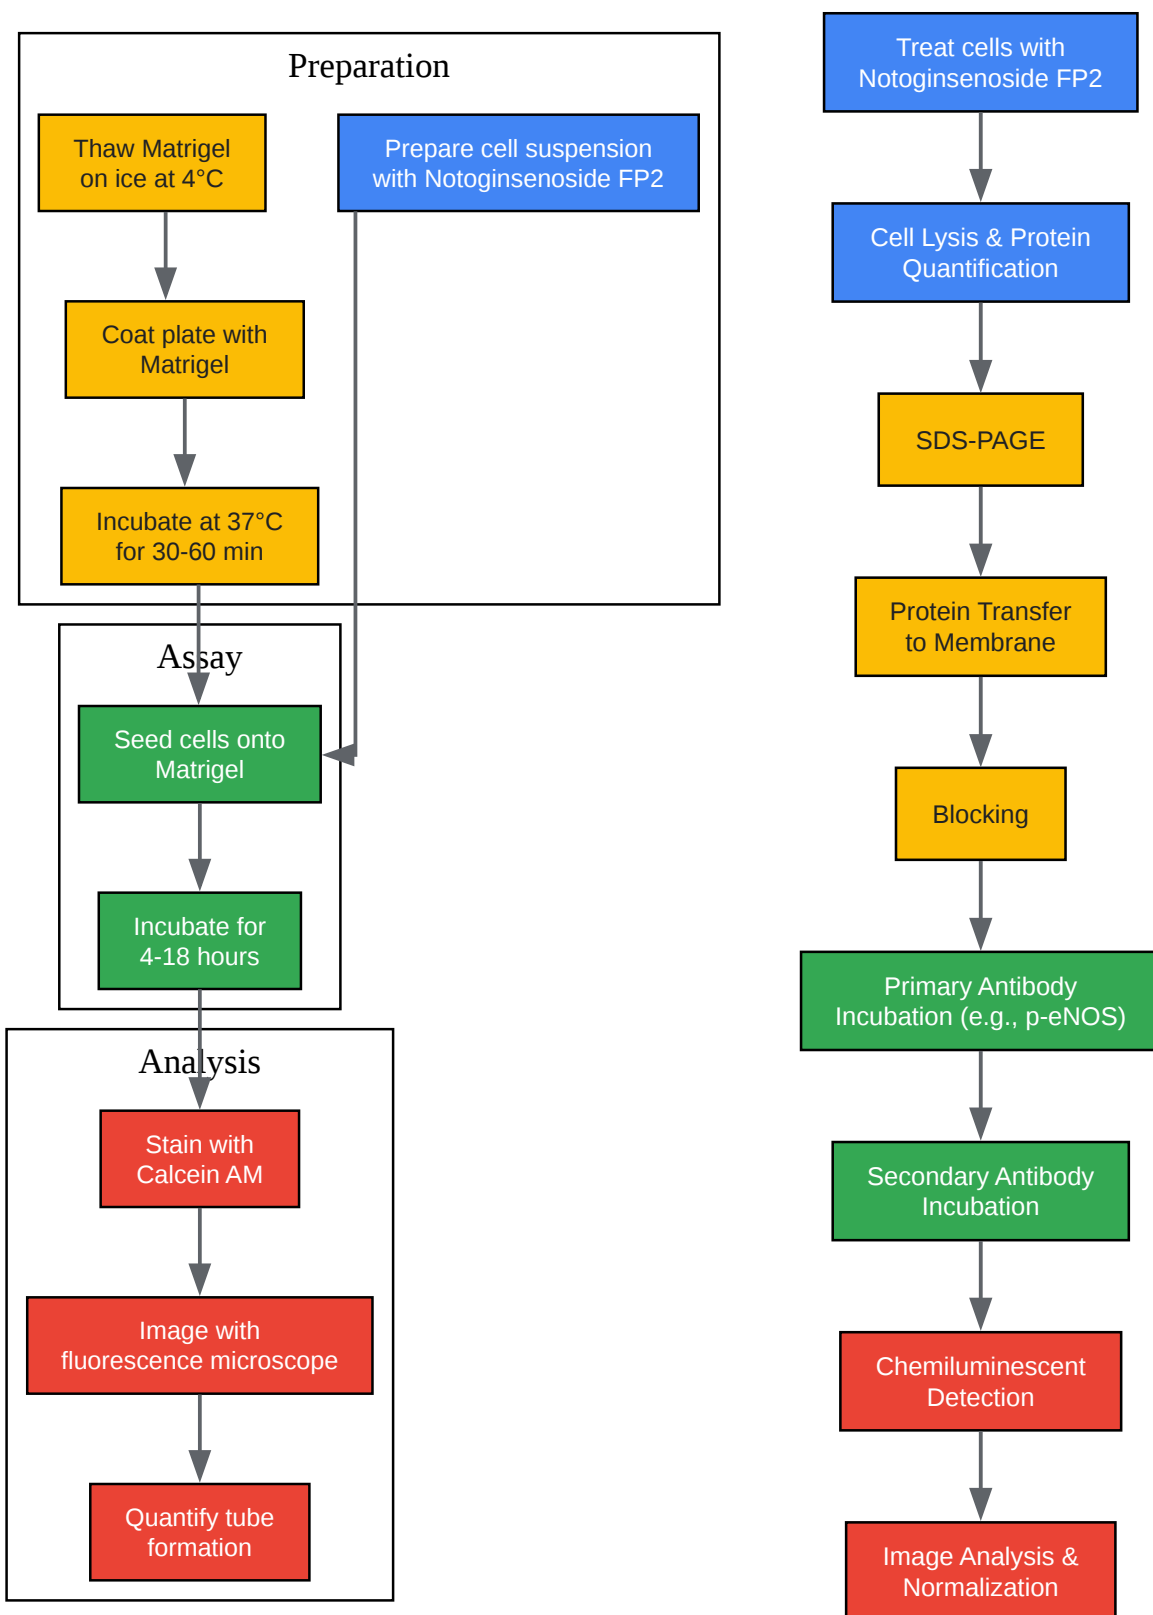 Preparation
Thaw Matrigel
on ice at 4°C
Prepare cell suspension
with Notoginsenoside FP2
Coat plate with
Matrigel
Incubate at 37°C
for 30-60 min
Assay
Seed cells onto
Matrigel
Incubate for
4-18 hours
Analysis
Stain with
Calcein AM
Image with
fluorescence microscope
Quantify tube
formation
Treat cells with
Notoginsenoside FP2
Cell Lysis & Protein
Quantification
SDS-PAGE
Protein Transfer
to Membrane
Blocking
Primary Antibody
Incubation (e.g., p-eNOS)
Secondary Antibody
Incubation
Chemiluminescent
Detection
Image Analysis &
Normalization